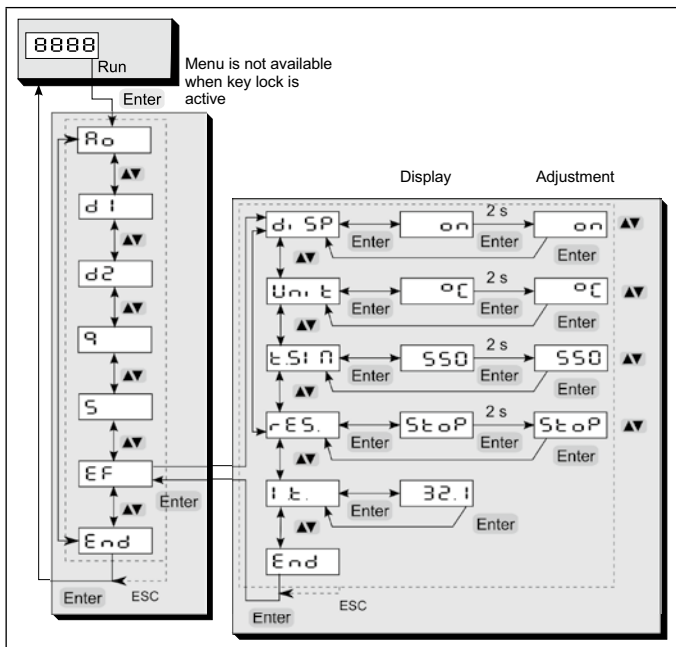 8888
Run
Menu is not available
when key lock is
active
Enter
Ao
d1
▲▼
d2
▲▼
q
▲▼
S
▲▼
EF
▲▼
Enter
End
▲▼
Enter
ESC
Display
Adjustment
di SP
on
2 s
on
▲▼
Enter
Enter
Enter
▲▼
Uni t
°C
2 s
°C
▲▼
Enter
Enter
Enter
▲▼
t.SI M
550
2 s
550
▲▼
Enter
Enter
Enter
▲▼
rES.
StoP
2 s
StoP
▲▼
Enter
Enter
Enter
▲▼
I.t.
32.1
Enter
Enter
▲▼
End
Enter
ESC